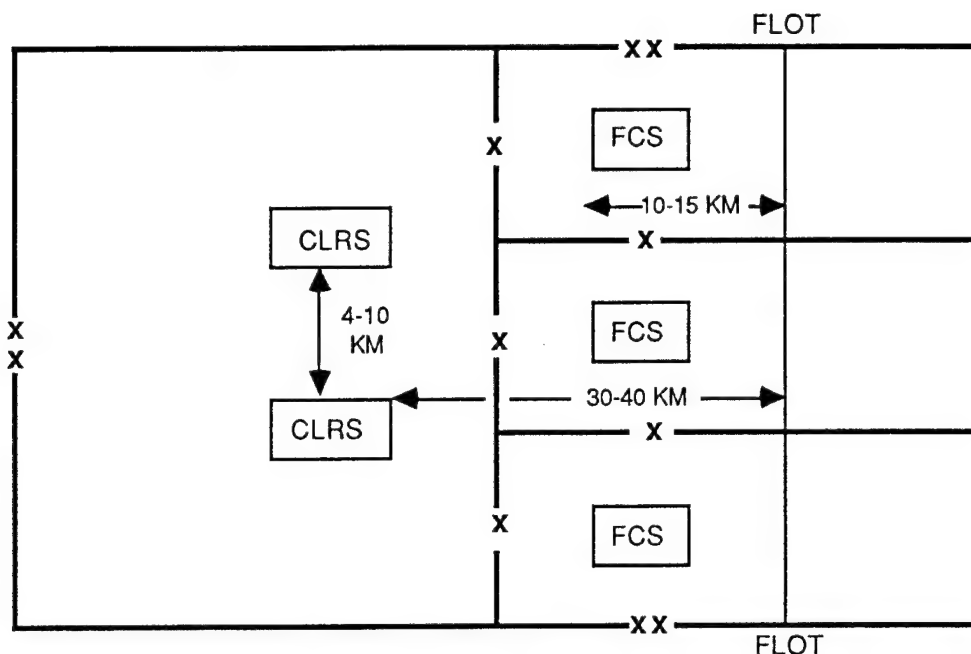 FLOT
XX
X
FCS
10-15 KM
CLRS
X
4-10
KM
X
X
X
FCS
30-40 KM
CLRS
X
X
FCS
XX
FLOT